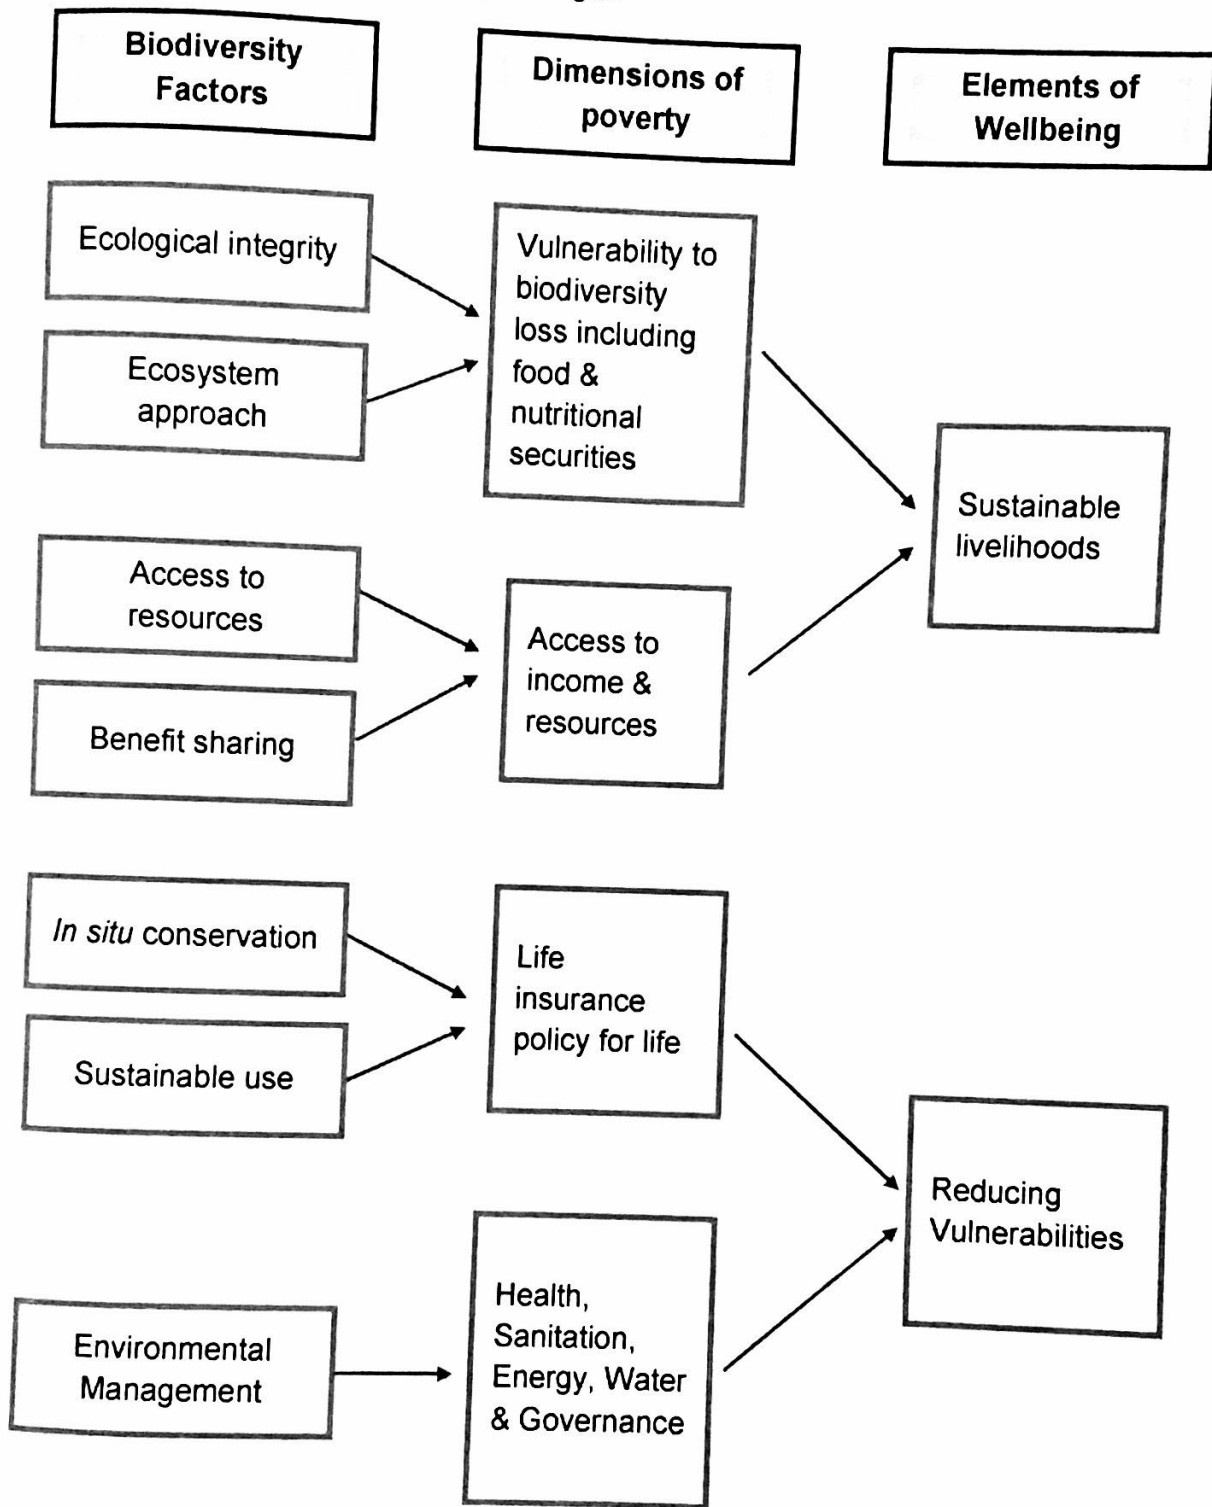 Biodiversity
Factors
Dimensions of
poverty
Elements of
Wellbeing
Ecological integrity
Ecosystem
approach
Vulnerability to
biodiversity
loss including
food &
nutritional
securities
Access to
resources
Benefit sharing
Access to
income &
resources
Sustainable
livelihoods
In situ conservation
Sustainable use
Life
insurance
policy for life
Environmental
Management
Health,
Sanitation,
Energy, Water
& Governance
Reducing
Vulnerabilities